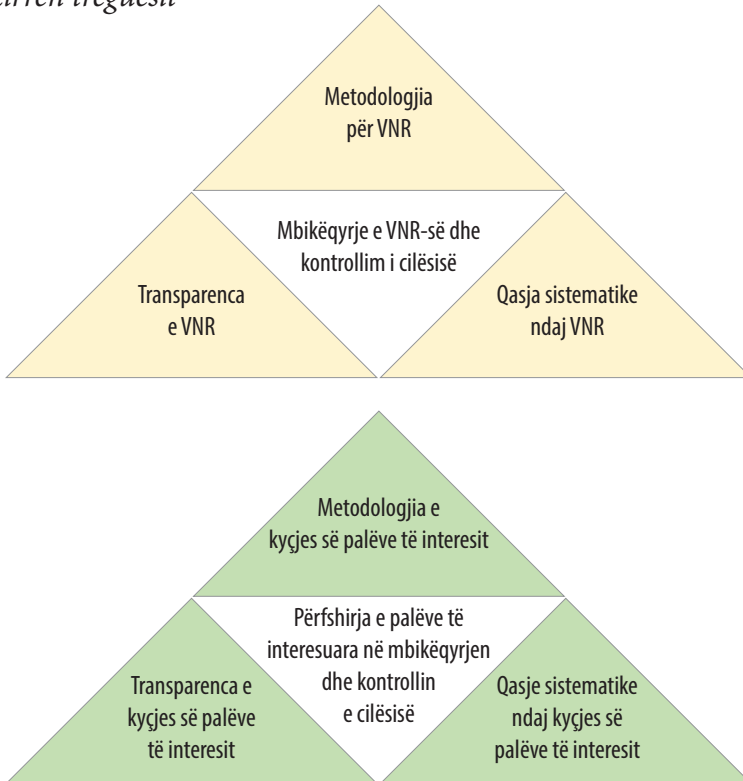 treguesit
Metodologjia
për VNR
Mbikëqyrje e VNR-së dhe
kontrollim i cilësisë
Transparenca
e VNR
Qasja sistematike
ndaj VNR
Metodologjia e
kyçjes së palëve të interesit
Përfshirja e palëve të
interesuara në mbikëqyrjen
dhe kontrollin
e cilësisë
Transparenca e
kyçjes së palëve
të interesit
Qasje sistematike
ndaj kyçjes së
palëve të interesit